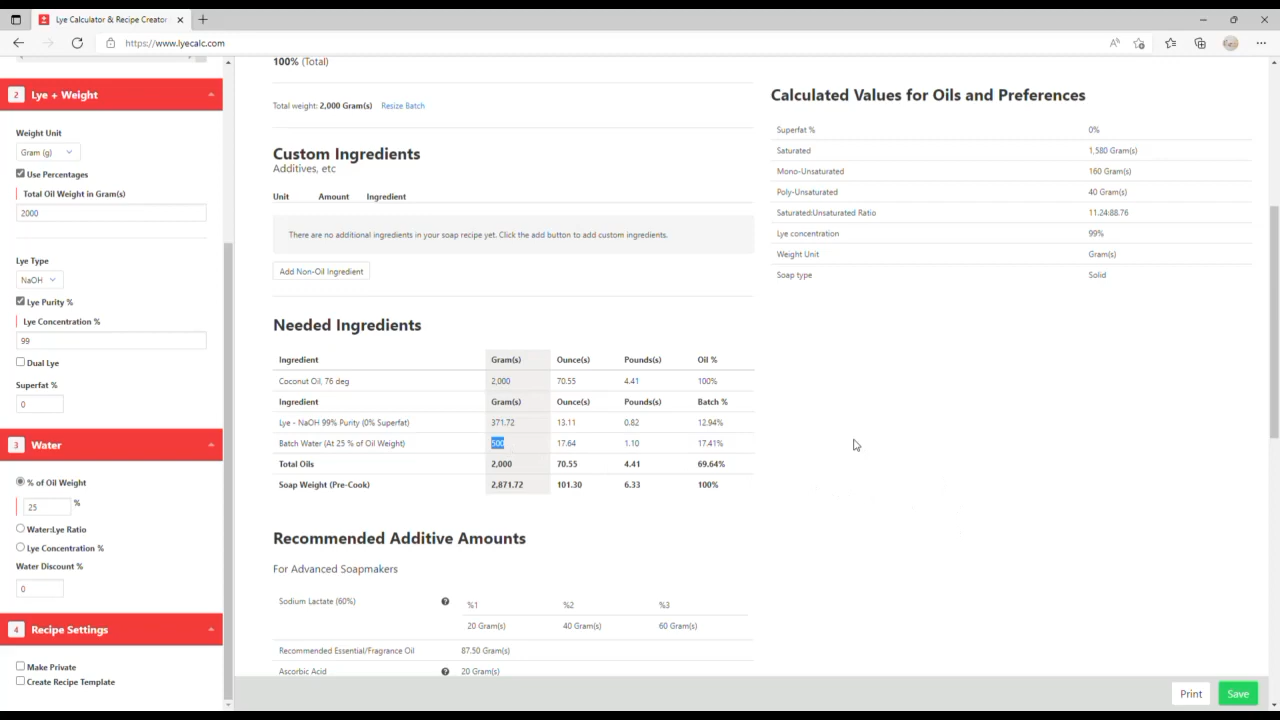 Lye Calculator & Recipe Creator
https://www.lyecalc.com
2 Lye + Weight
Weight Unit
Gram (g)
Use Percentages
Total Oil Weight in Gram(s)
2000
Lye Type
NaOH
Lye Purity %
Lye Concentration %
99
Dual Lye
Superfat %
0
3 Water
% of Oil Weight
25 %
Water:Lye Ratio
Lye Concentration %
Water Discount %
0
4 Recipe Settings
Make Private
Create Recipe Template
100% (Total)
Total weight: 2,000 Gram(s) Resize Batch
Custom Ingredients
Additives, etc
Unit Amount Ingredient
There are no additional ingredients in your soap recipe yet. Click the add button to add custom ingredients.
Add Non-Oil Ingredient
Needed Ingredients
Ingredient Gram(s) Ounce(s) Pounds(s) Oil %
Coconut Oil, 76 deg 2,000 70.55 4.41 100%
Ingredient Gram(s) Ounce(s) Pounds(s) Batch %
Lye - NaOH 99% Purity (0% Superfat) 371.72 13.11 0.82 12.94%
Batch Water (At 25 % of Oil Weight) 500 17.64 1.10 17.41%
Total Oils 2,000 70.55 4.41 69.64%
Soap Weight (Pre-Cook) 2,871.72 101.30 6.33 100%
Recommended Additive Amounts
For Advanced Soapmakers
Sodium Lactate (60%) %1 %2 %3
20 Gram(s) 40 Gram(s) 60 Gram(s)
Recommended Essential/Fragrance Oil 87.50 Gram(s)
Ascorbic Acid 20 Gram(s)
Calculated Values for Oils and Preferences
Superfat % 0%
Saturated 1,580 Gram(s)
Mono-Unsaturated 160 Gram(s)
Poly-Unsaturated 40 Gram(s)
Saturated:Unsaturated Ratio 11.24:88.76
Lye concentration 99%
Weight Unit Gram(s)
Soap type Solid
Print Save